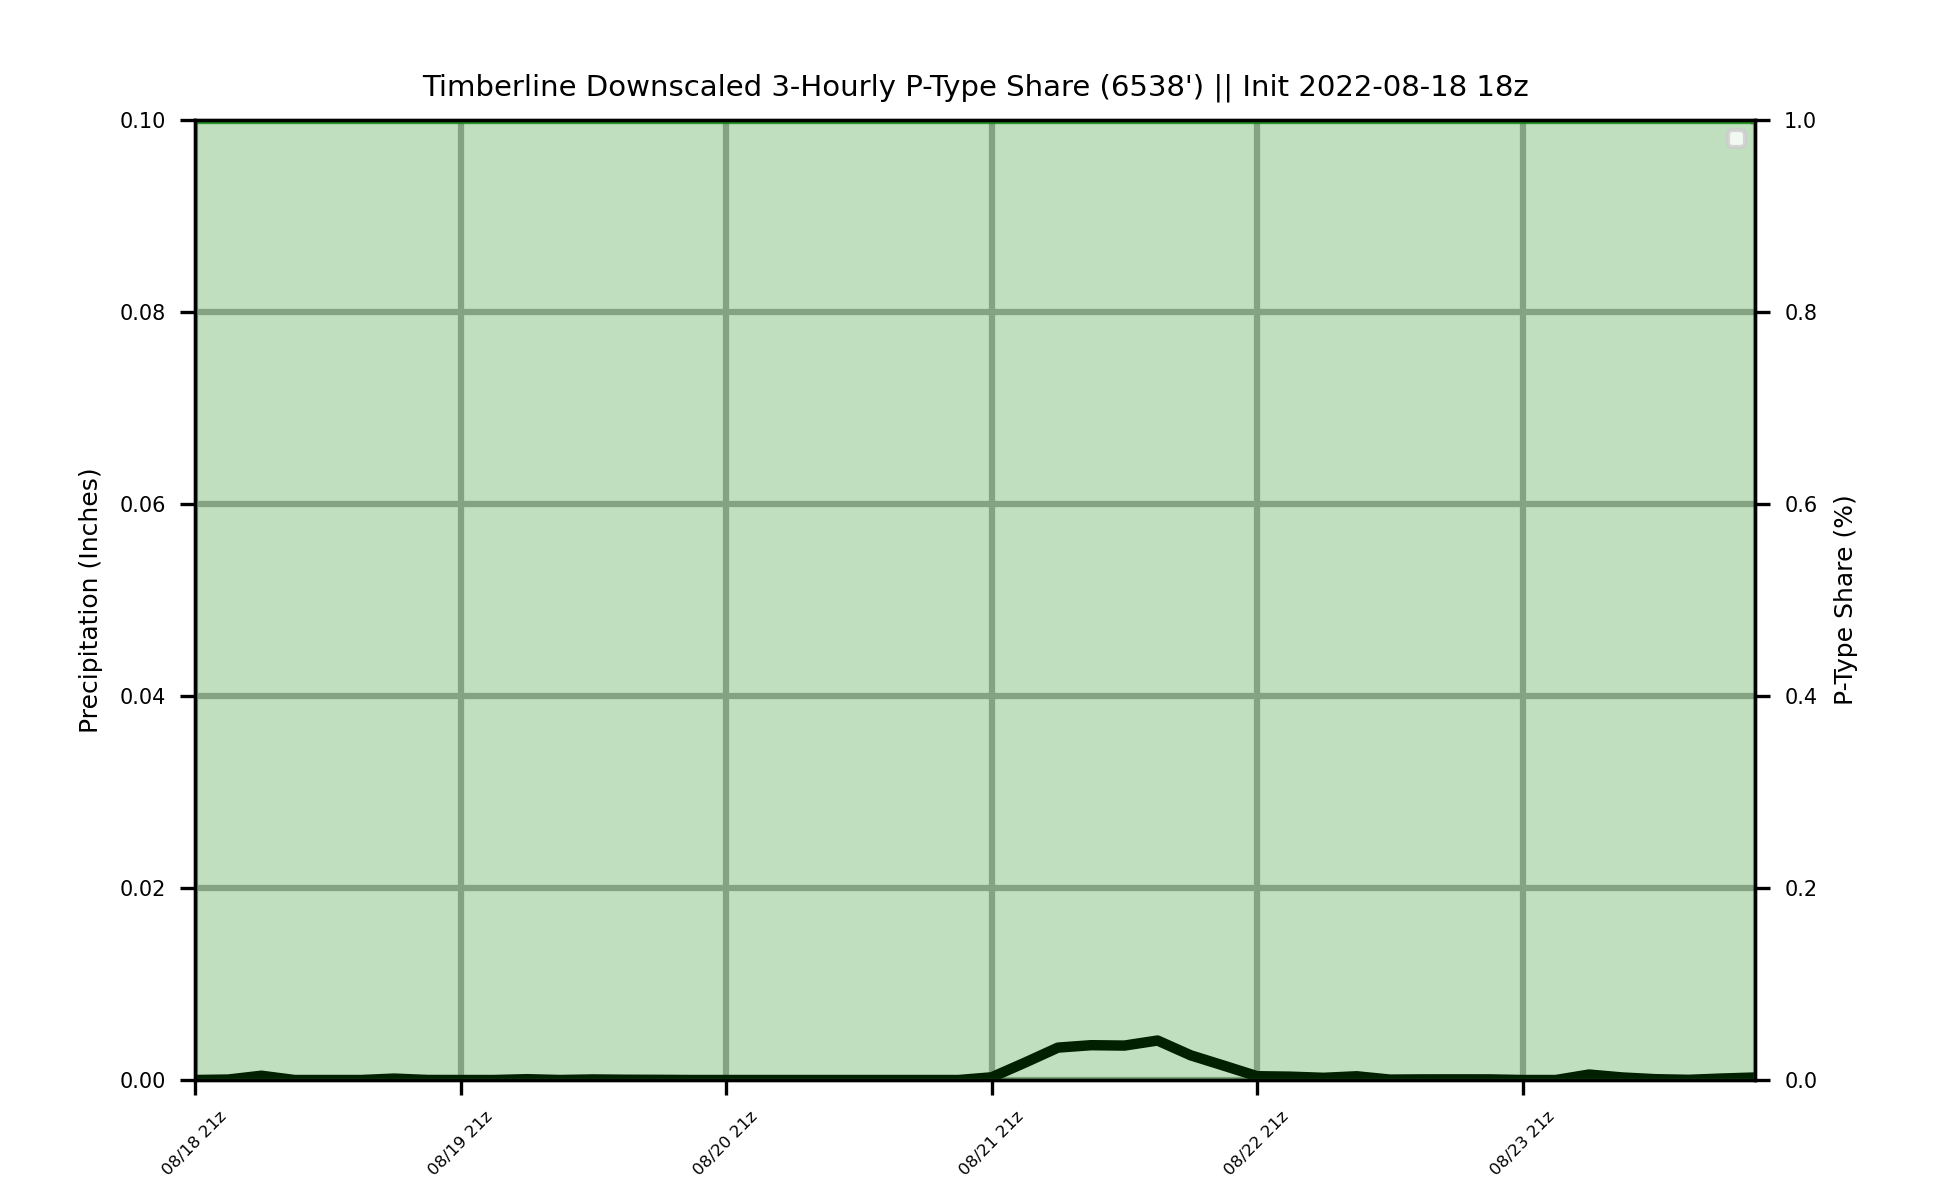 Timberline Downscaled 3-Hourly P-Type Share (6538') || Init 2022-08-18 18z
Precipitation (Inches)
0.10
0.08
0.06
0.04
0.02
0.00
1.0
0.8
0.6
0.4
0.2
0.0
P-Type Share (%)
08/18 21z
08/19 21z
08/20 21z
08/21 21z
08/22 21z
08/23 21z